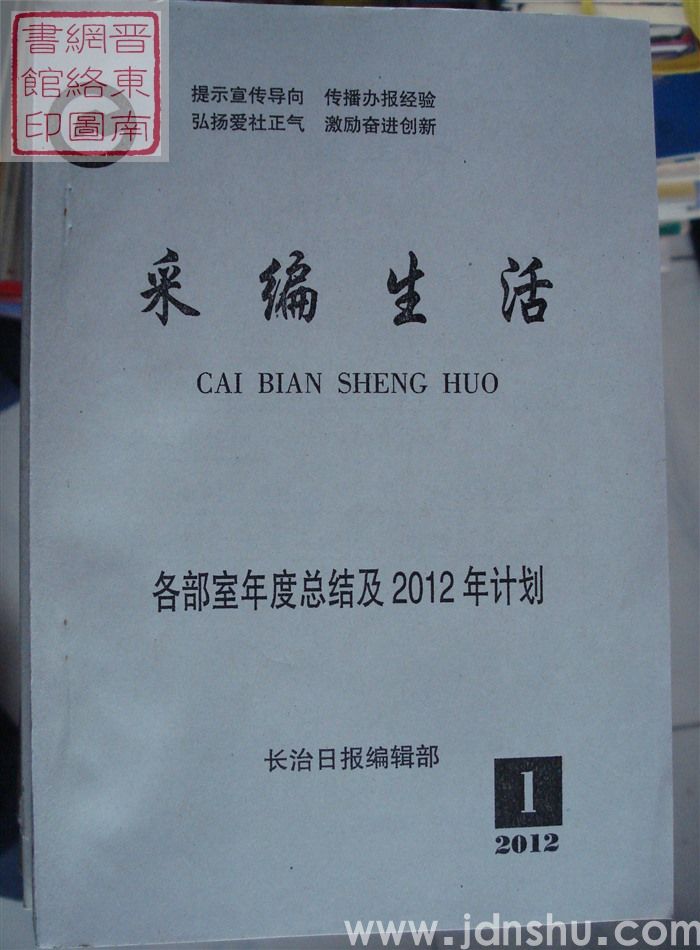 晋東南
網絡圖
書館印
提示宣传导向 传播办报经验
弘扬爱社正气 激励奋进创新
采编生活
CAI BIAN SHENG HUO
各部室年度总结及2012年计划
长治日报编辑部
1
2012
www.jdnshu.com